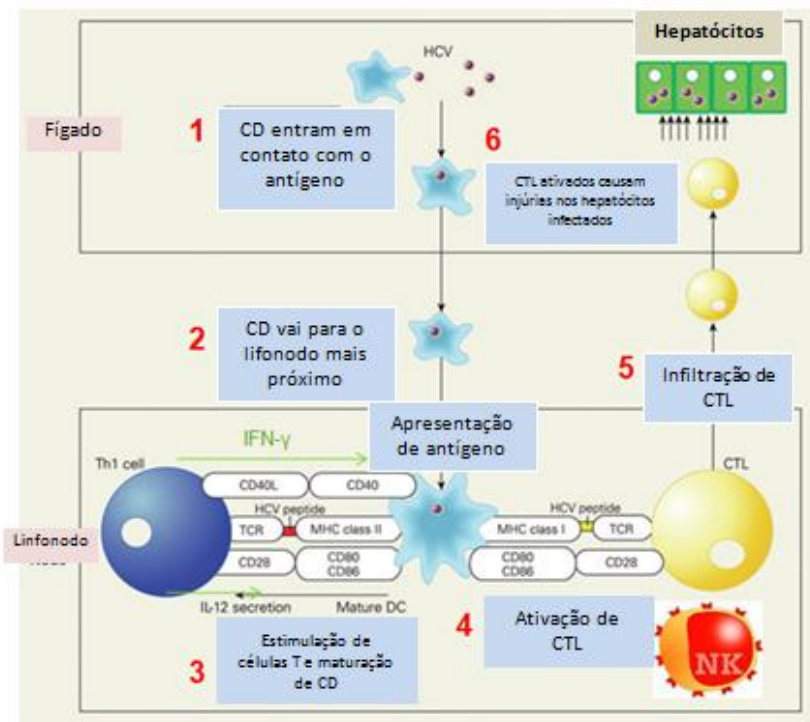 Hepatócitos
HCV
Fígado
1
CD entram em
contato com o
antígeno
6
CTL ativados causam
injúrias nos hepatócitos
infectados
2
CD vai para o
lifonodo mais
próximo
5
Infiltração de
CTL
Apresentação
de antígeno
IFN-γ
Th1 cell
CTL
CD40L
CD40
HCV peptide
HCV peptide
TCR
MHC class II
MHC class I
TCR
Linfonodo
CD28
CD80
CD86
CD80
CD86
CD28
IL-12 secretion
Mature DC
3
Estimulação de
células T e maturação
de CD
4
Ativação de
CTL
NK